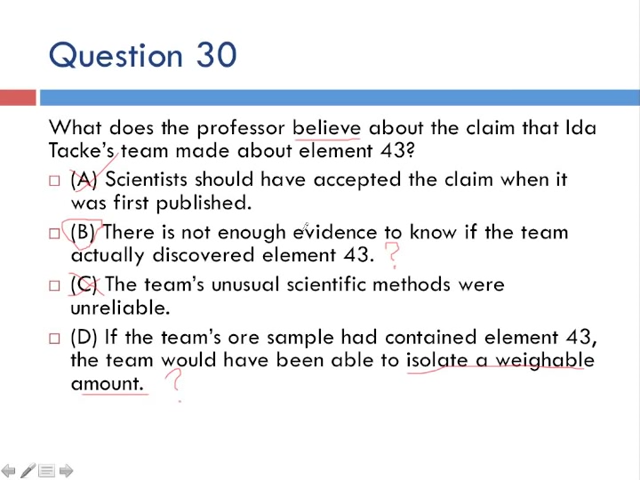 Question 30
What does the professor believe about the claim that Ida
Tacke's team made about element 43?
(A) Scientists should have accepted the claim when it
was first published.
(B) There is not enough evidence to know if the team
actually discovered element 43. ?
(C) The team's unusual scientific methods were
unreliable.
(D) If the team's ore sample had contained element 43,
the team would have been able to isolate a weighable
amount. ?